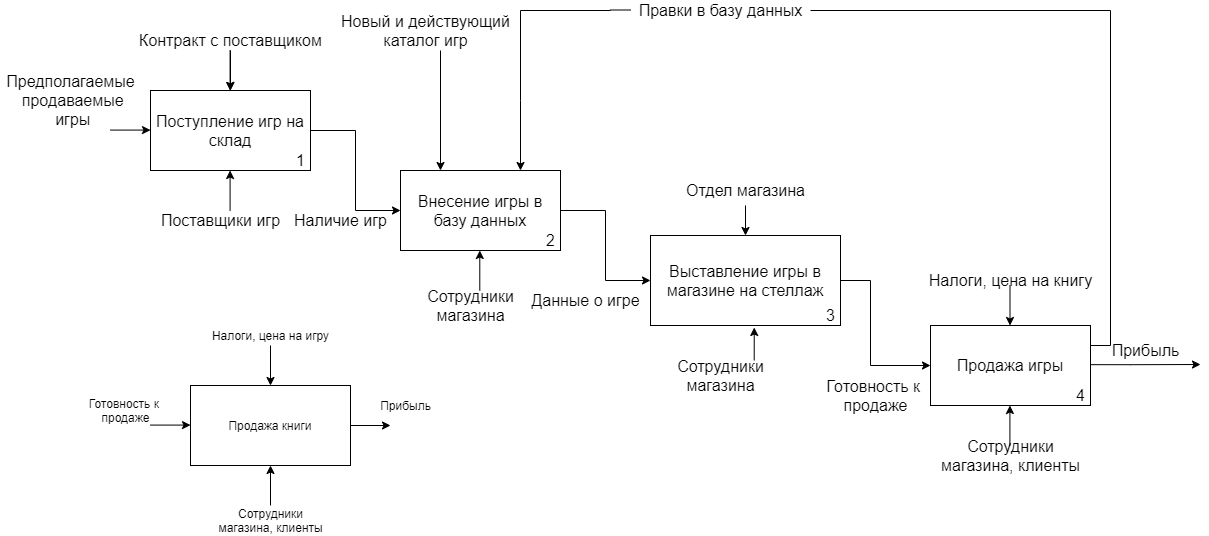 Правки в базу данных
Новый и действующий
каталог игр
Контракт с поставщиком
Предполагаемые
продаваемые
игры
Поступление игр на
склад
1
Поставщики игр
Наличие игр
Внесение игры в
базу данных
2
Сотрудники
магазина
Данные о игре
Отдел магазина
Выставление игры в
магазине на стеллаж
3
Сотрудники
магазина
Готовность к
продаже
Налоги, цена на книгу
Продажа игры
4
Прибыль
Сотрудники
магазина, клиенты
Налоги, цена на игру
Готовность к
продаже
Продажа книги
Прибыль
Сотрудники
магазина, клиенты